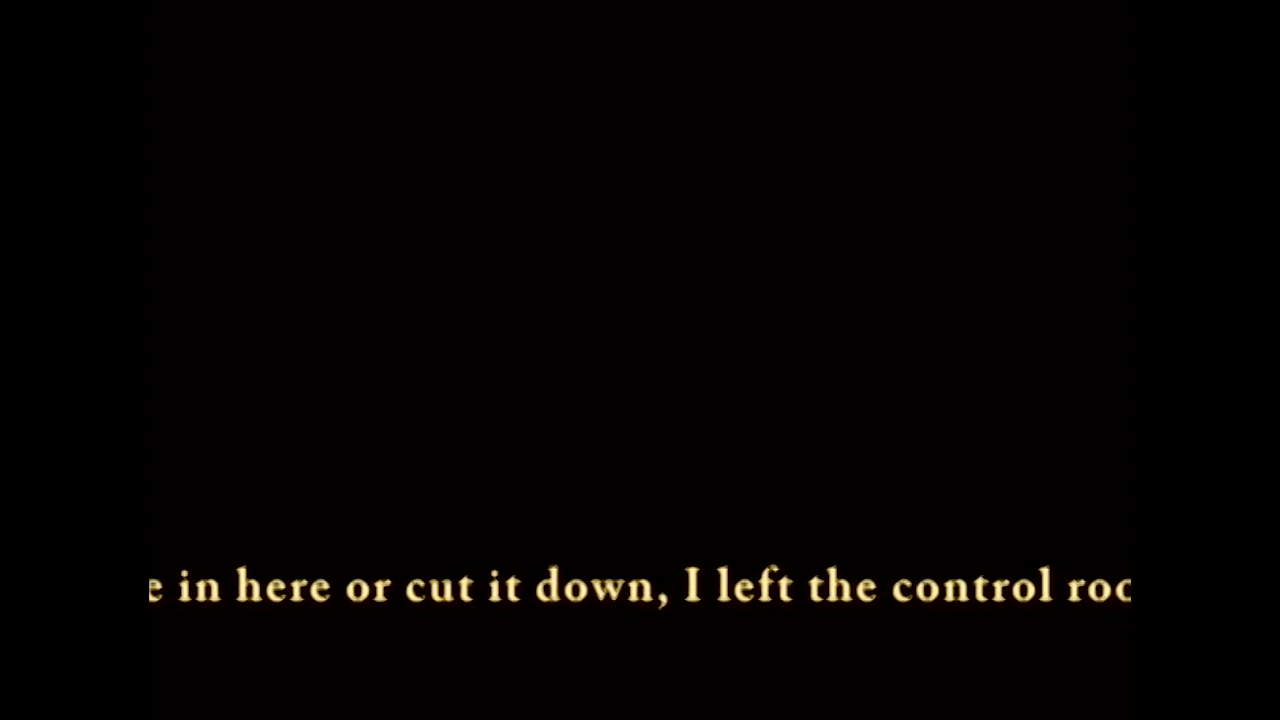 in here or cut it down, I left the control